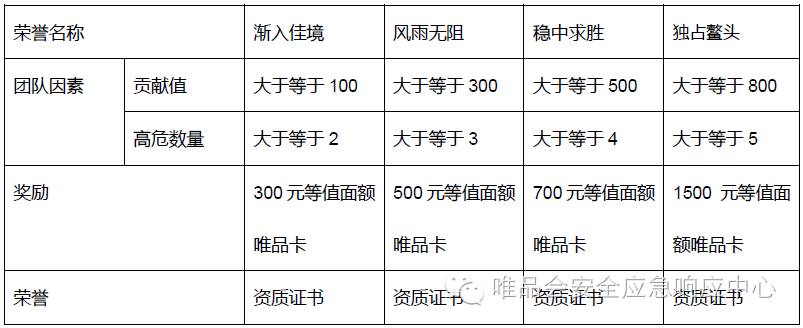 荣誉名称 渐入佳境 风雨无阻 稳中求胜 独占鳌头
团队因素 贡献值 大于等于 100 大于等于 300 大于等于 500 大于等于 800
高危数量 大于等于 2 大于等于 3 大于等于 4 大于等于 5
奖励 300 元等值面额 500 元等值面额 700 元等值面额 1500 元等值面
唯品卡 唯品卡 唯品卡 额唯品卡
唯品会安全应急响应中心
荣誉 资质证书 资质证书 资质证书 资质证书